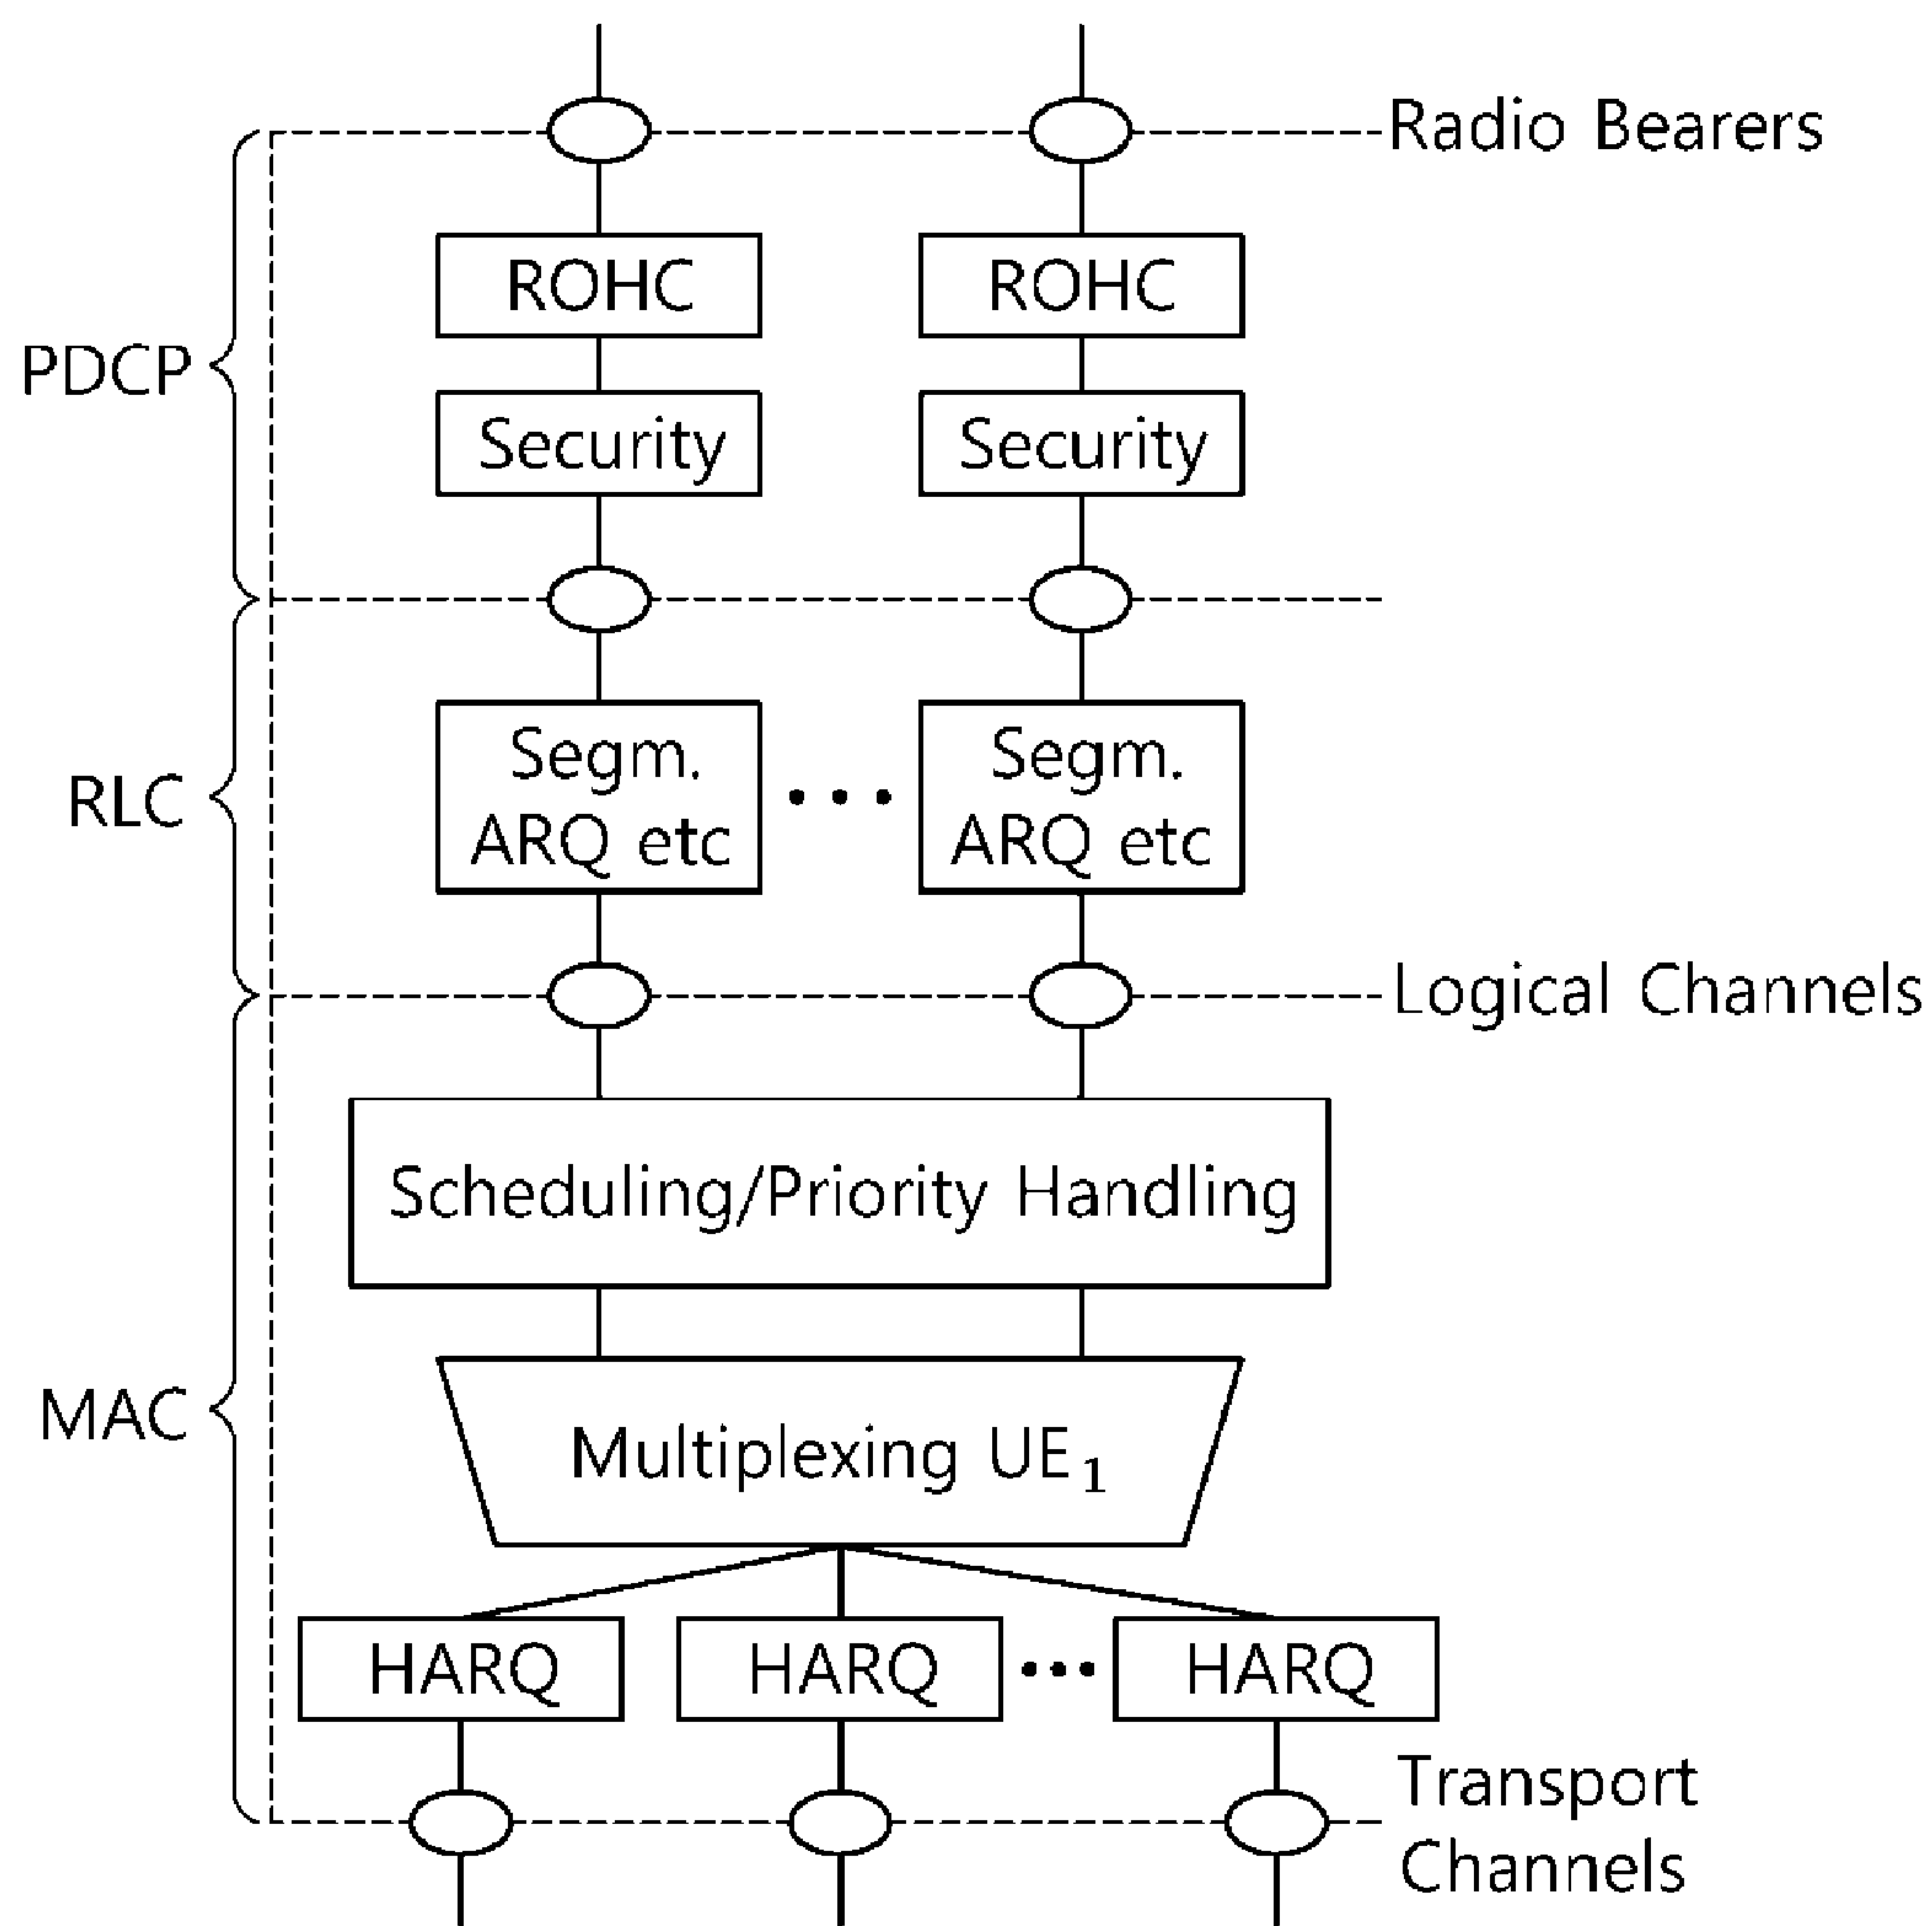 Radio Bearers
ROHC ROHC
PDCP
Security Security
Segm. Segm.
RLC
ARQ etc ARQ etc
Logical Channels
Scheduling/Priority Handling
MAC
Multiplexing UE1
HARQ HARQ HARQ
Transport
Channels